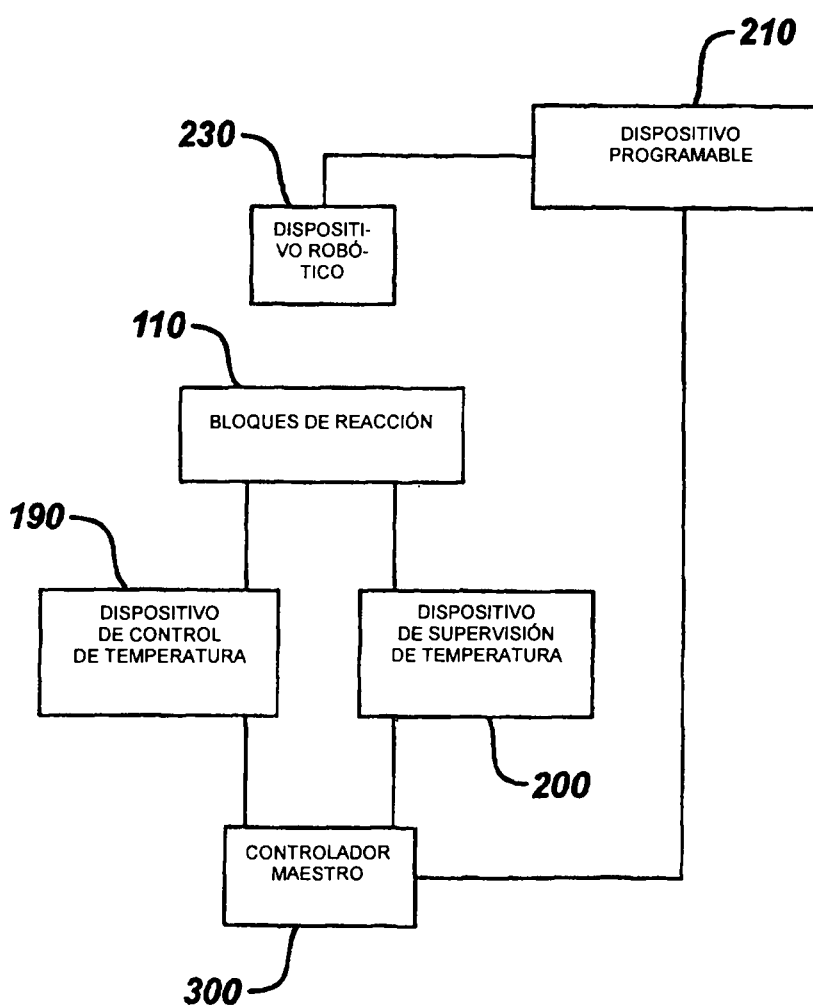 210
DISPOSITIVO
PROGRAMABLE
230
DISPOSITI-
VO ROBÓ-
TICO
110
BLOQUES DE REACCIÓN
190
DISPOSITIVO
DE CONTROL
DE TEMPERATURA
DISPOSITIVO
DE SUPERVISIÓN
DE TEMPERATURA
200
CONTROLADOR
MAESTRO
300